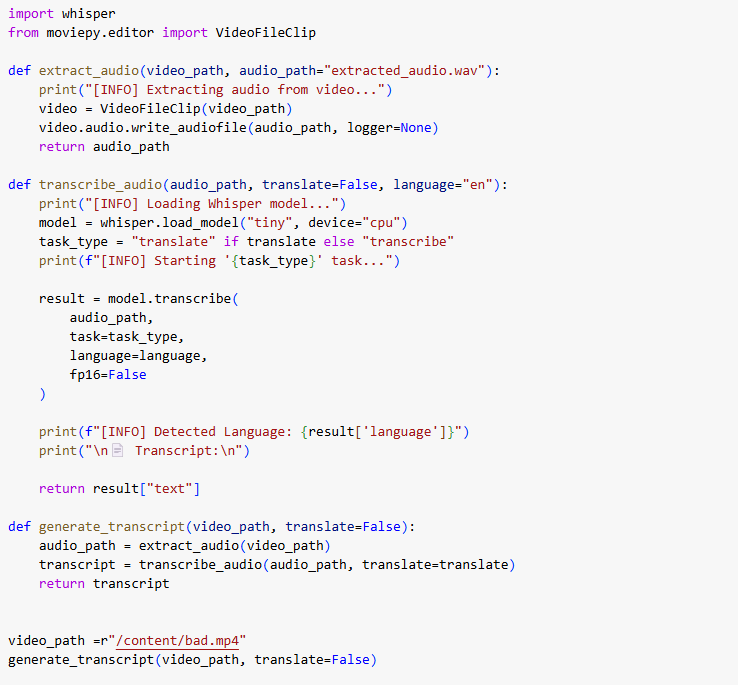 import whisper
from moviepy.editor import VideoFileClip

def extract_audio(video_path, audio_path="extracted_audio.wav"):
    print("[INFO] Extracting audio from video...")
    video = VideoFileClip(video_path)
    video.audio.write_audiofile(audio_path, logger=None)
    return audio_path

def transcribe_audio(audio_path, translate=False, language="en"):
    print("[INFO] Loading Whisper model...")
    model = whisper.load_model("tiny", device="cpu")
    task_type = "translate" if translate else "transcribe"
    print(f"[INFO] Starting '{task_type}' task...")

    result = model.transcribe(
        audio_path,
        task=task_type,
        language=language,
        fp16=False
    )

    print(f"[INFO] Detected Language: {result['language']}")
    print("\n📄 Transcript:\n")

    return result["text"]

def generate_transcript(video_path, translate=False):
    audio_path = extract_audio(video_path)
    transcript = transcribe_audio(audio_path, translate=translate)
    return transcript


video_path =r"/content/bad.mp4"
generate_transcript(video_path, translate=False)